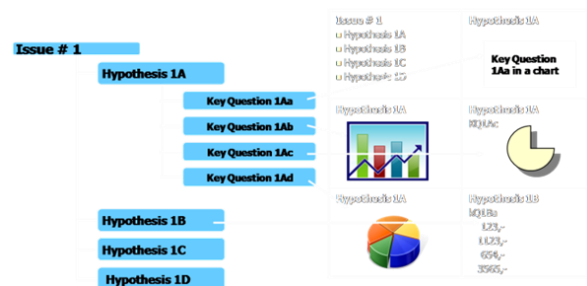 Issue # 1
Hypothesis 1A
Key Question 1Aa
Key Question 1Ab
Key Question 1Ac
Key Question 1Ad
Hypothesis 1B
Hypothesis 1C
Hypothesis 1D
Issue # 1
Hypothesis 1A
Hypothesis 1B
Hypothesis 1C
Hypothesis 1D
Hypothesis 1A
Key Question
1Aa in a chart
Hypothesis 1A
Hypothesis 1A
KQ1Ac
Hypothesis 1A
Hypothesis 1B
KQ1Ba
123,-
1123,-
654,-
3565,-